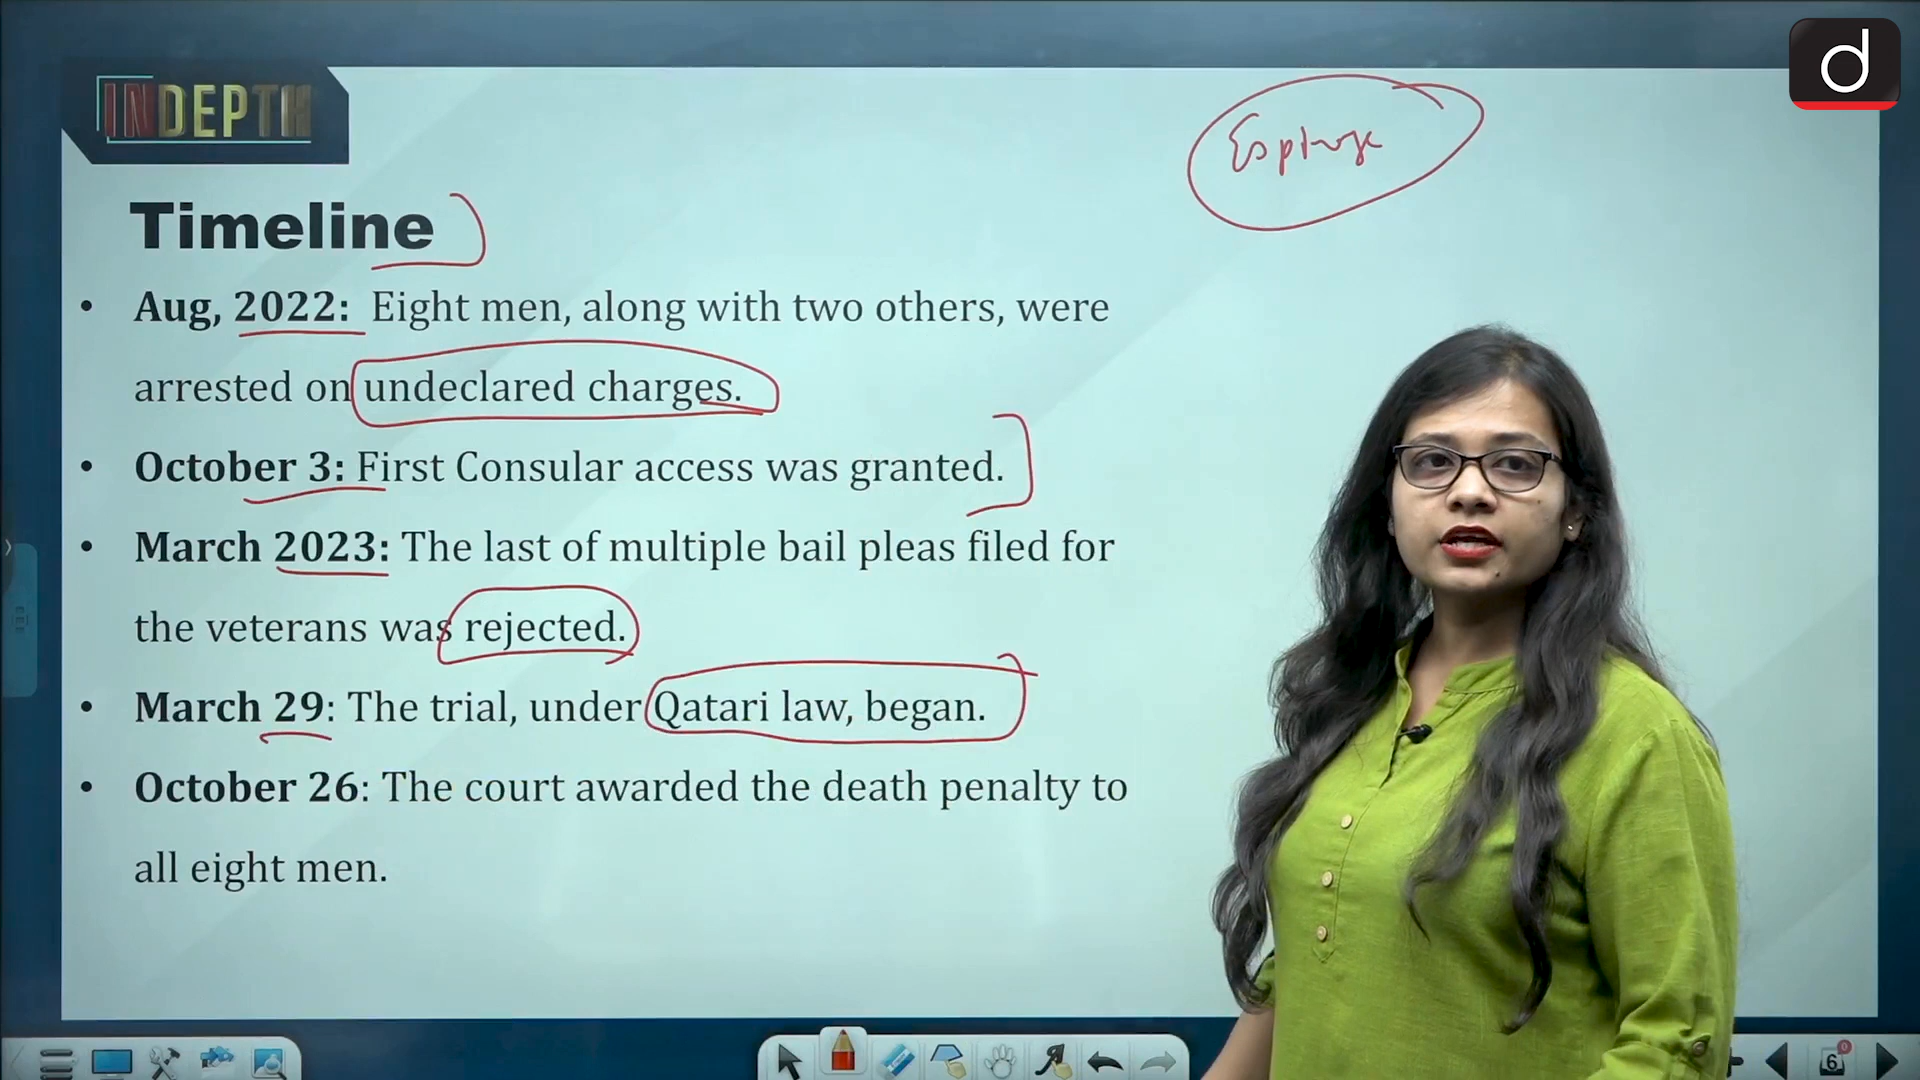 INDEPTH
d
Timeline
• Aug, 2022: Eight men, along with two others, were
arrested on undeclared charges.
• October 3: First Consular access was granted.
• March 2023: The last of multiple bail pleas filed for
the veterans was rejected.
• March 29: The trial, under Qatari law, began.
• October 26: The court awarded the death penalty to
all eight men.
6
0